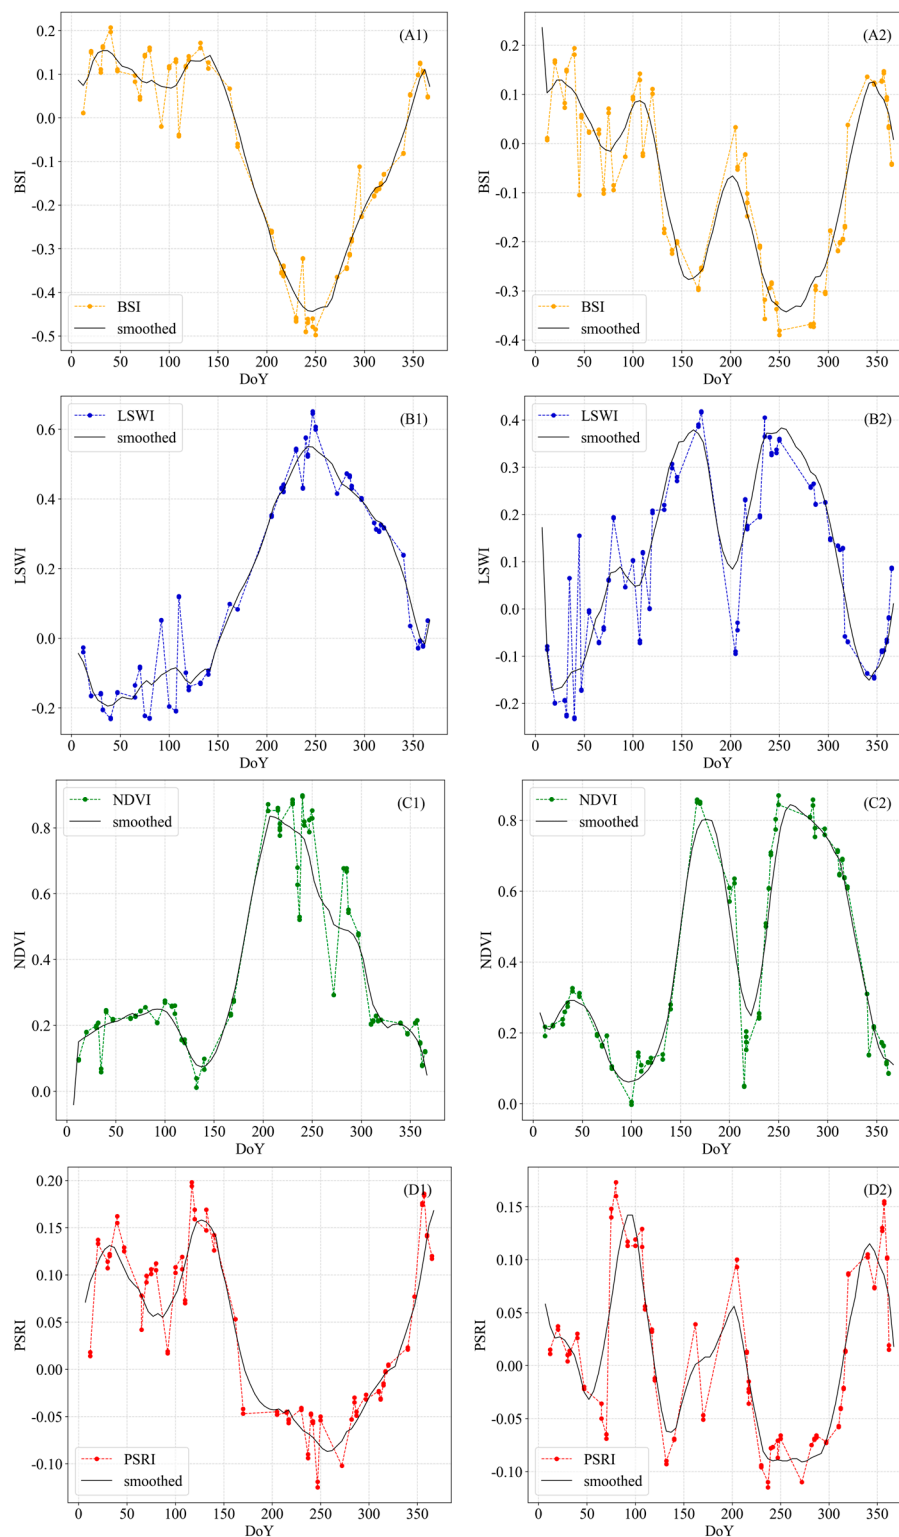 (A1)
0.2
0.1
0.0
-0.1
-0.2
-0.3
-0.4
-0.5
BSI
BSI
smoothed
0 50 100 150 200 250 300 350
DoY
(A2)
0.2
0.1
0.0
-0.1
-0.2
-0.3
-0.4
BSI
BSI
smoothed
0 50 100 150 200 250 300 350
DoY
LSWI
smoothed
(B1)
0.6
0.4
0.2
0.0
-0.2
LSWI
0 50 100 150 200 250 300 350
DoY
LSWI
smoothed
(B2)
0.4
0.3
0.2
0.1
0.0
-0.1
-0.2
LSWI
0 50 100 150 200 250 300 350
DoY
NDVI
smoothed
(C1)
0.8
0.6
0.4
0.2
0.0
NDVI
0 50 100 150 200 250 300 350
DoY
NDVI
smoothed
(C2)
0.8
0.6
0.4
0.2
0.0
NDVI
0 50 100 150 200 250 300 350
DoY
(D1)
0.20
0.15
0.10
0.05
0.00
-0.05
-0.10
PSRI
PSRI
smoothed
0 50 100 150 200 250 300 350
DoY
(D2)
0.15
0.10
0.05
0.00
-0.05
-0.10
PSRI
PSRI
smoothed
0 50 100 150 200 250 300 350
DoY